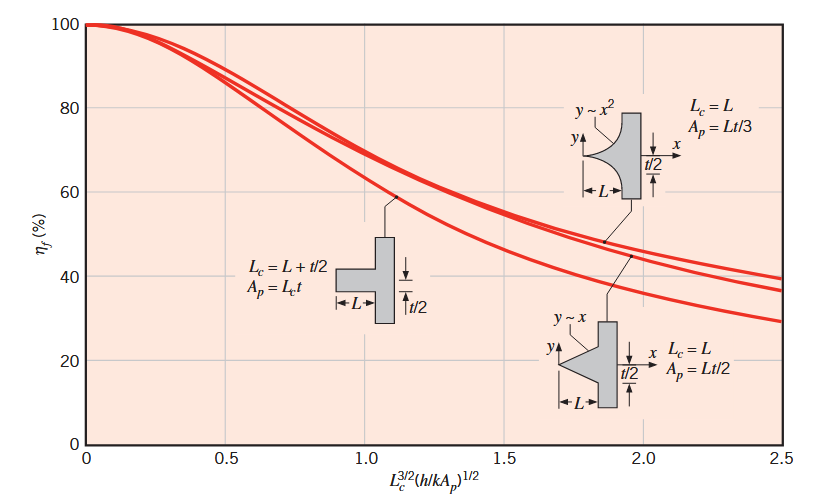 100
80
60
40
20
0
η_f (%)
0
0.5
1.0
1.5
2.0
2.5
L_c^{3/2}(h/kA_p)^{1/2}
y ~ x^2
y
x
t/2
L
L_c = L
A_p = Lt/3
L_c = L + t/2
A_p = L_c t
L
t/2
y ~ x
y
x
t/2
L
L_c = L
A_p = Lt/2